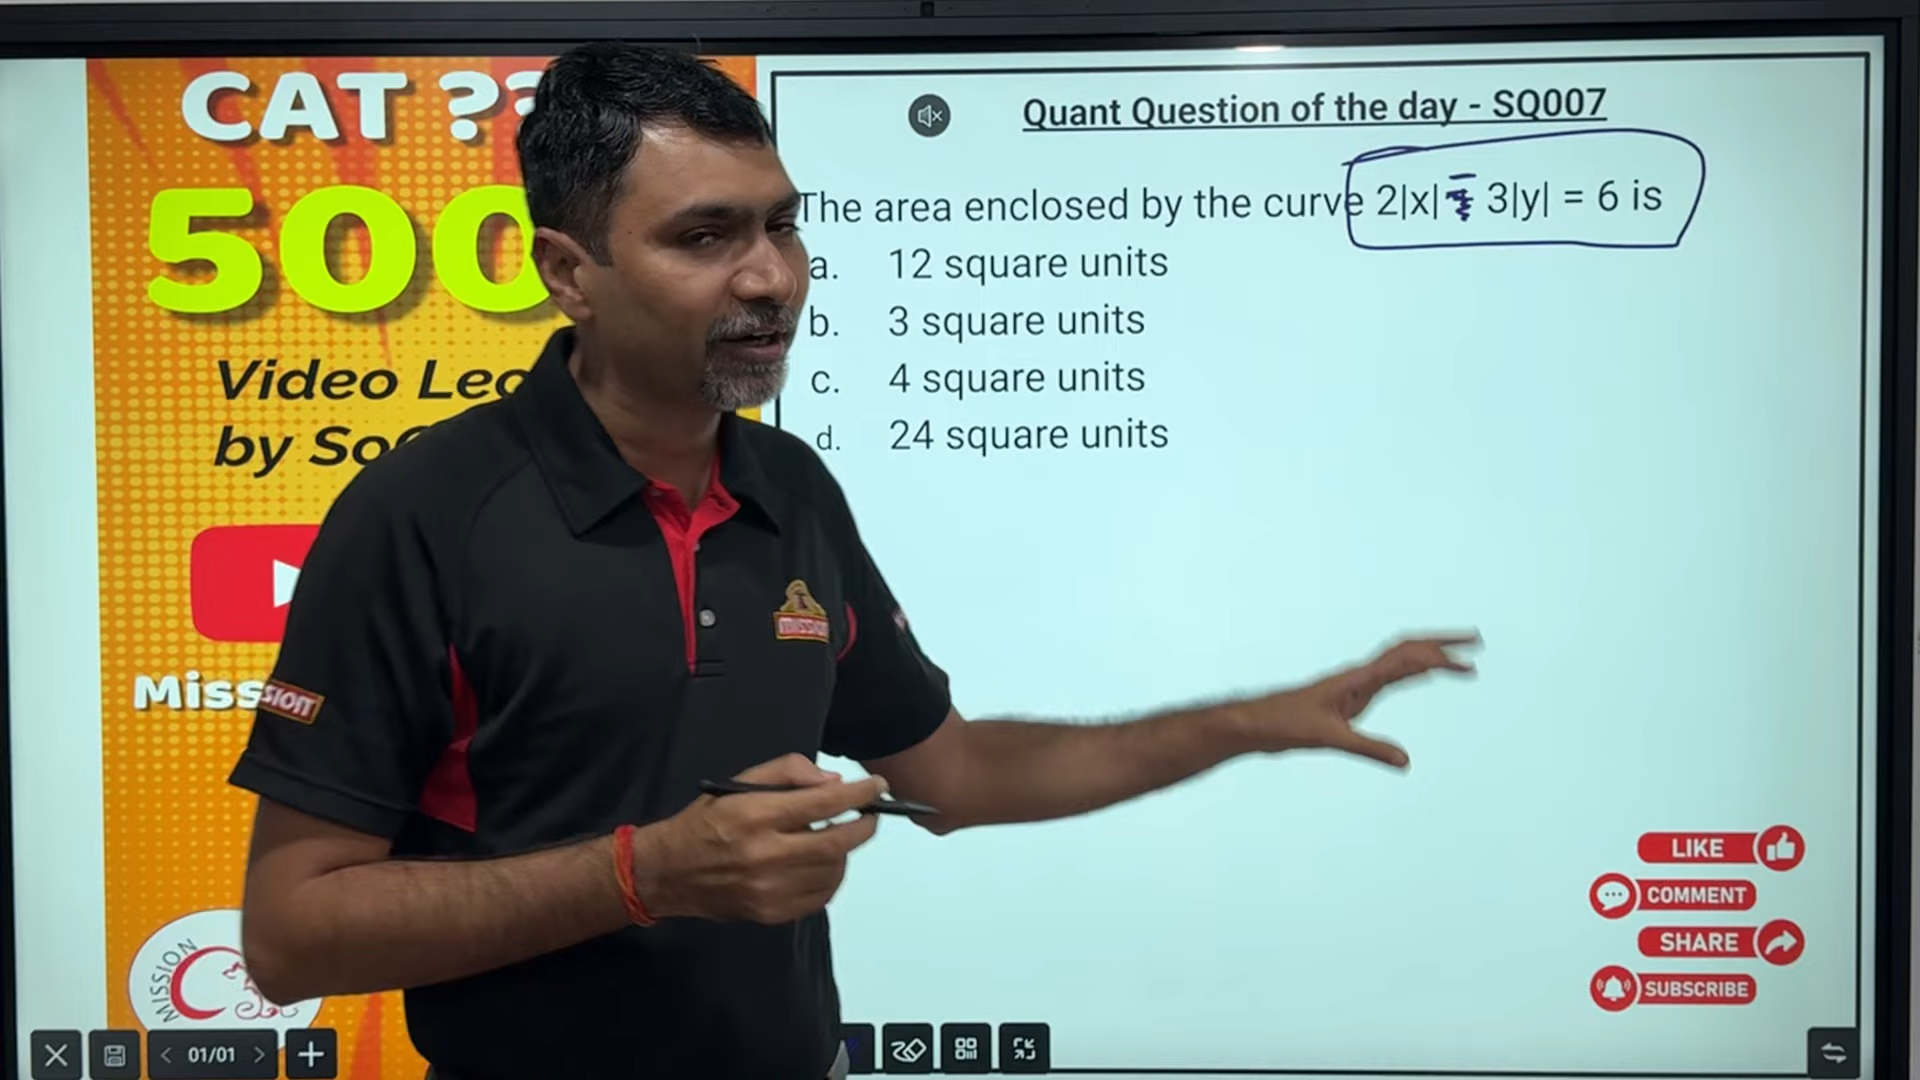 CAT ??
500
Video Lec
by So
Miss
SION
MISSION
MISSION
Quant Question of the day - SQ007
The area enclosed by the curve 2|x| - 3|y| = 6 is
a. 12 square units
b. 3 square units
c. 4 square units
d. 24 square units
LIKE
COMMENT
SHARE
SUBSCRIBE
01/01